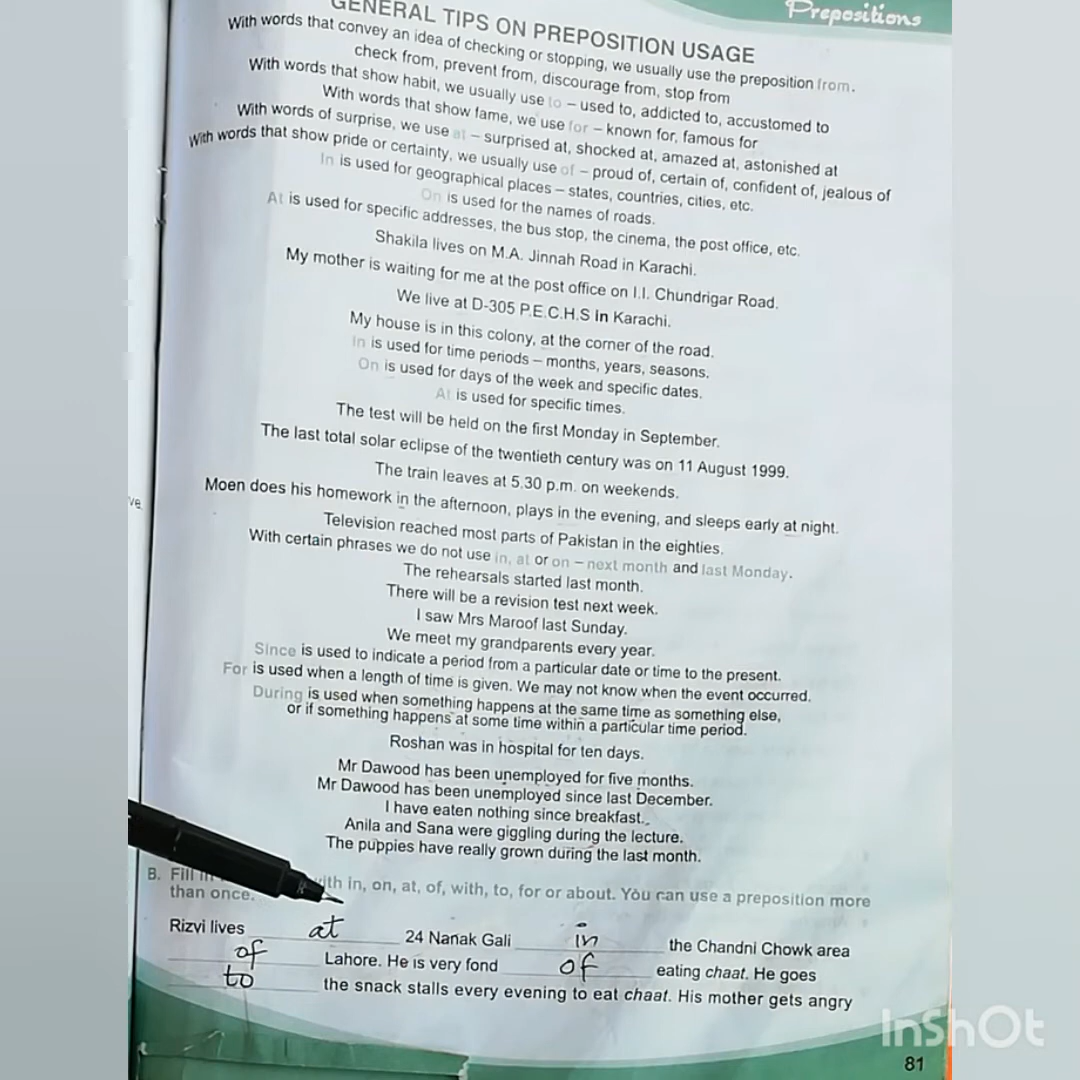 Prepositions
GENERAL TIPS ON PREPOSITION USAGE
With words that convey an idea of checking or stopping, we usually use the preposition from.
check from, prevent from, discourage from, stop from
With words that show habit, we usually use to – used to, addicted to, accustomed to
With words that show fame, we use for – known for, famous for
With words of surprise, we use at – surprised at, shocked at, amazed at, astonished at
With words that show pride or certainty, we usually use of – proud of, certain of, confident of, jealous of
In is used for geographical places – states, countries, cities, etc.
On is used for the names of roads.
At is used for specific addresses, the bus stop, the cinema, the post office, etc.
Shakila lives on M.A. Jinnah Road in Karachi.
My mother is waiting for me at the post office on I.I. Chundrigar Road.
We live at D-305 P.E.C.H.S in Karachi.
My house is in this colony, at the corner of the road.
In is used for time periods – months, years, seasons.
On is used for days of the week and specific dates.
At is used for specific times.
The test will be held on the first Monday in September.
The last total solar eclipse of the twentieth century was on 11 August 1999.
The train leaves at 5.30 p.m. on weekends.
Moen does his homework in the afternoon, plays in the evening, and sleeps early at night.
Television reached most parts of Pakistan in the eighties.
With certain phrases we do not use in, at or on – next month and last Monday.
The rehearsals started last month.
There will be a revision test next week.
I saw Mrs Maroof last Sunday.
We meet my grandparents every year.
Since is used to indicate a period from a particular date or time to the present.
For is used when a length of time is given. We may not know when the event occurred.
During is used when something happens at the same time as something else,
or if something happens at some time within a particular time period.
Roshan was in hospital for ten days.
Mr Dawood has been unemployed for five months.
Mr Dawood has been unemployed since last December.
I have eaten nothing since breakfast.
Anila and Sana were giggling during the lecture.
The puppies have really grown during the last month.
B. Fill in with in, on, at, of, with, to, for or about. You can use a preposition more
than once.
Rizvi lives at 24 Nanak Gali in the Chandni Chowk area
of Lahore. He is very fond of eating chaat. He goes
to the snack stalls every evening to eat chaat. His mother gets angry
InShOt
81